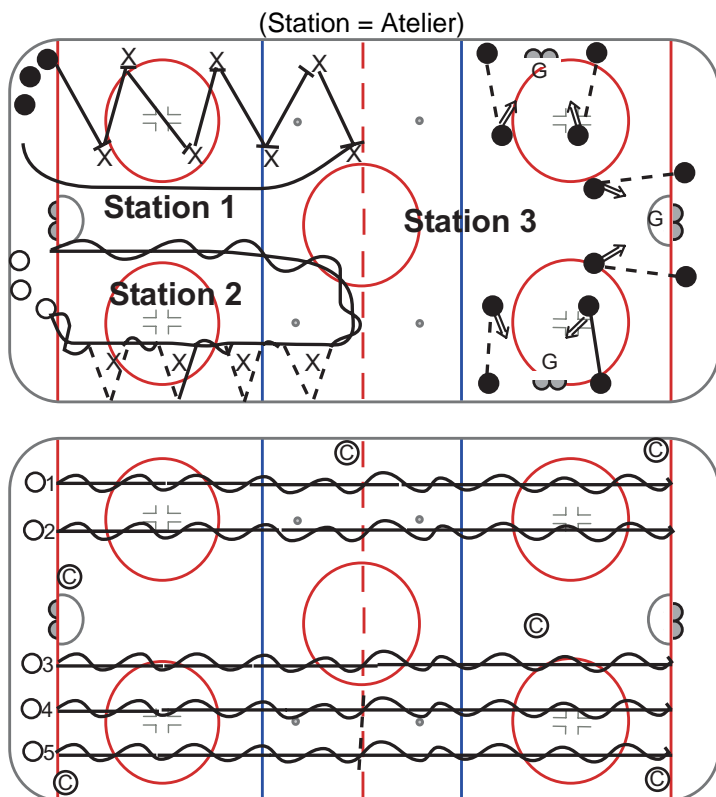 (Station = Atelier)
X X X X
G
X X X X
Station 1
Station 3
G
Station 2
X X X X
G
C C
1
2
C
C
3
4
5
C C